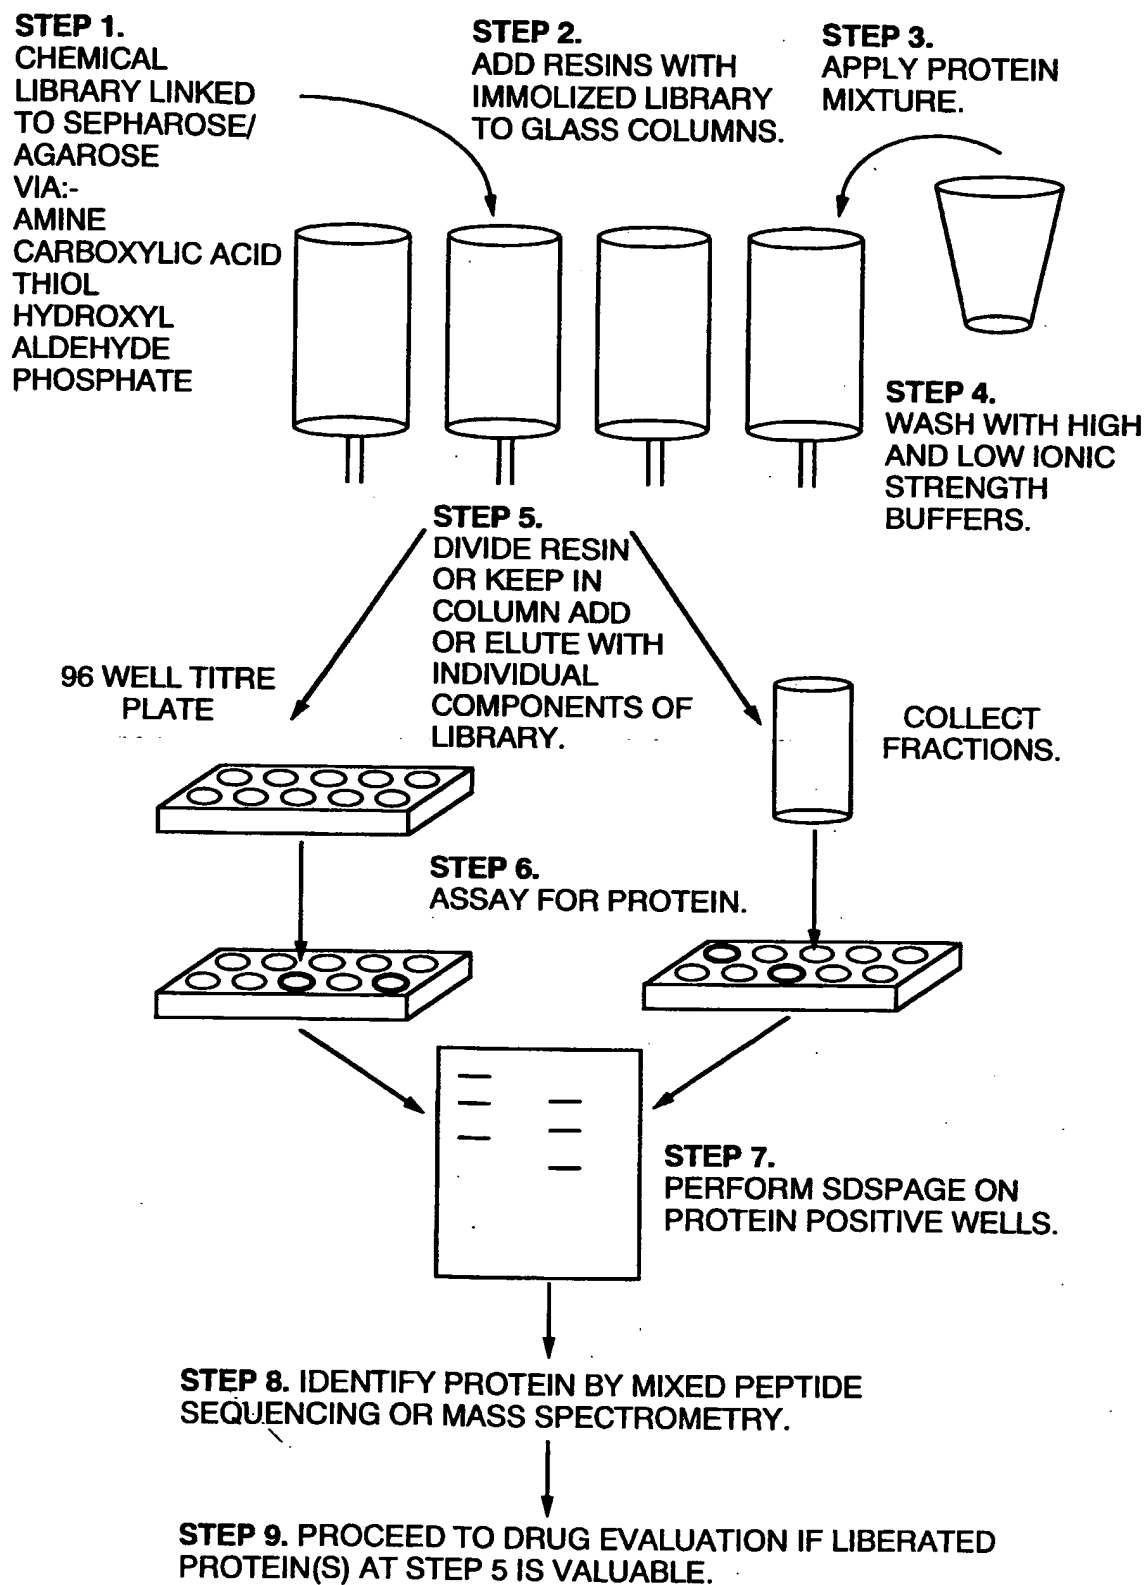 STEP 1.
CHEMICAL
LIBRARY LINKED
TO SEPHAROSE/
AGAROSE
VIA:-
AMINE
CARBOXYLIC ACID
THIOL
HYDROXYL
ALDEHYDE
PHOSPHATE
STEP 2.
ADD RESINS WITH
IMMOLIZED LIBRARY
TO GLASS COLUMNS.
STEP 3.
APPLY PROTEIN
MIXTURE.
STEP 4.
WASH WITH HIGH
AND LOW IONIC
STRENGTH
BUFFERS.
STEP 5.
DIVIDE RESIN
OR KEEP IN
COLUMN ADD
OR ELUTE WITH
INDIVIDUAL
COMPONENTS OF
LIBRARY.
96 WELL TITRE
PLATE
COLLECT
FRACTIONS.
STEP 6.
ASSAY FOR PROTEIN.
STEP 7.
PERFORM SDSPAGE ON
PROTEIN POSITIVE WELLS.
STEP 8. IDENTIFY PROTEIN BY MIXED PEPTIDE
SEQUENCING OR MASS SPECTROMETRY.
STEP 9. PROCEED TO DRUG EVALUATION IF LIBERATED
PROTEIN(S) AT STEP 5 IS VALUABLE.